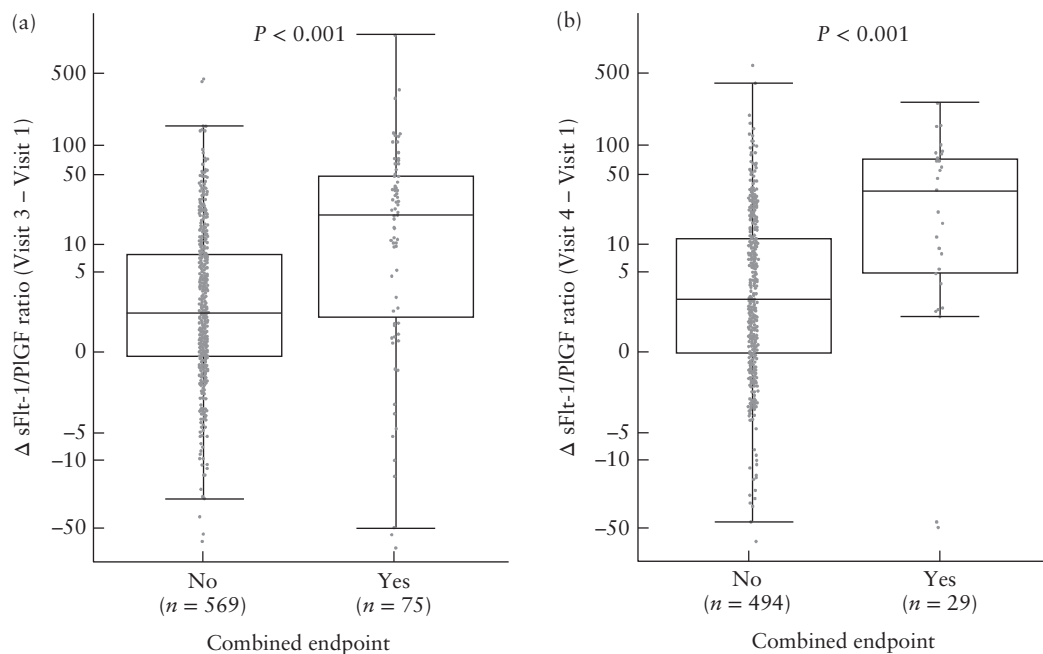 (a)
P < 0.001
Δ sFlt-1/PlGF ratio (Visit 3 – Visit 1)
500
100
50
10
5
0
–5
–10
–50
No
(n = 569)
Yes
(n = 75)
Combined endpoint
(b)
P < 0.001
Δ sFlt-1/PlGF ratio (Visit 4 – Visit 1)
500
100
50
10
5
0
–5
–10
–50
No
(n = 494)
Yes
(n = 29)
Combined endpoint